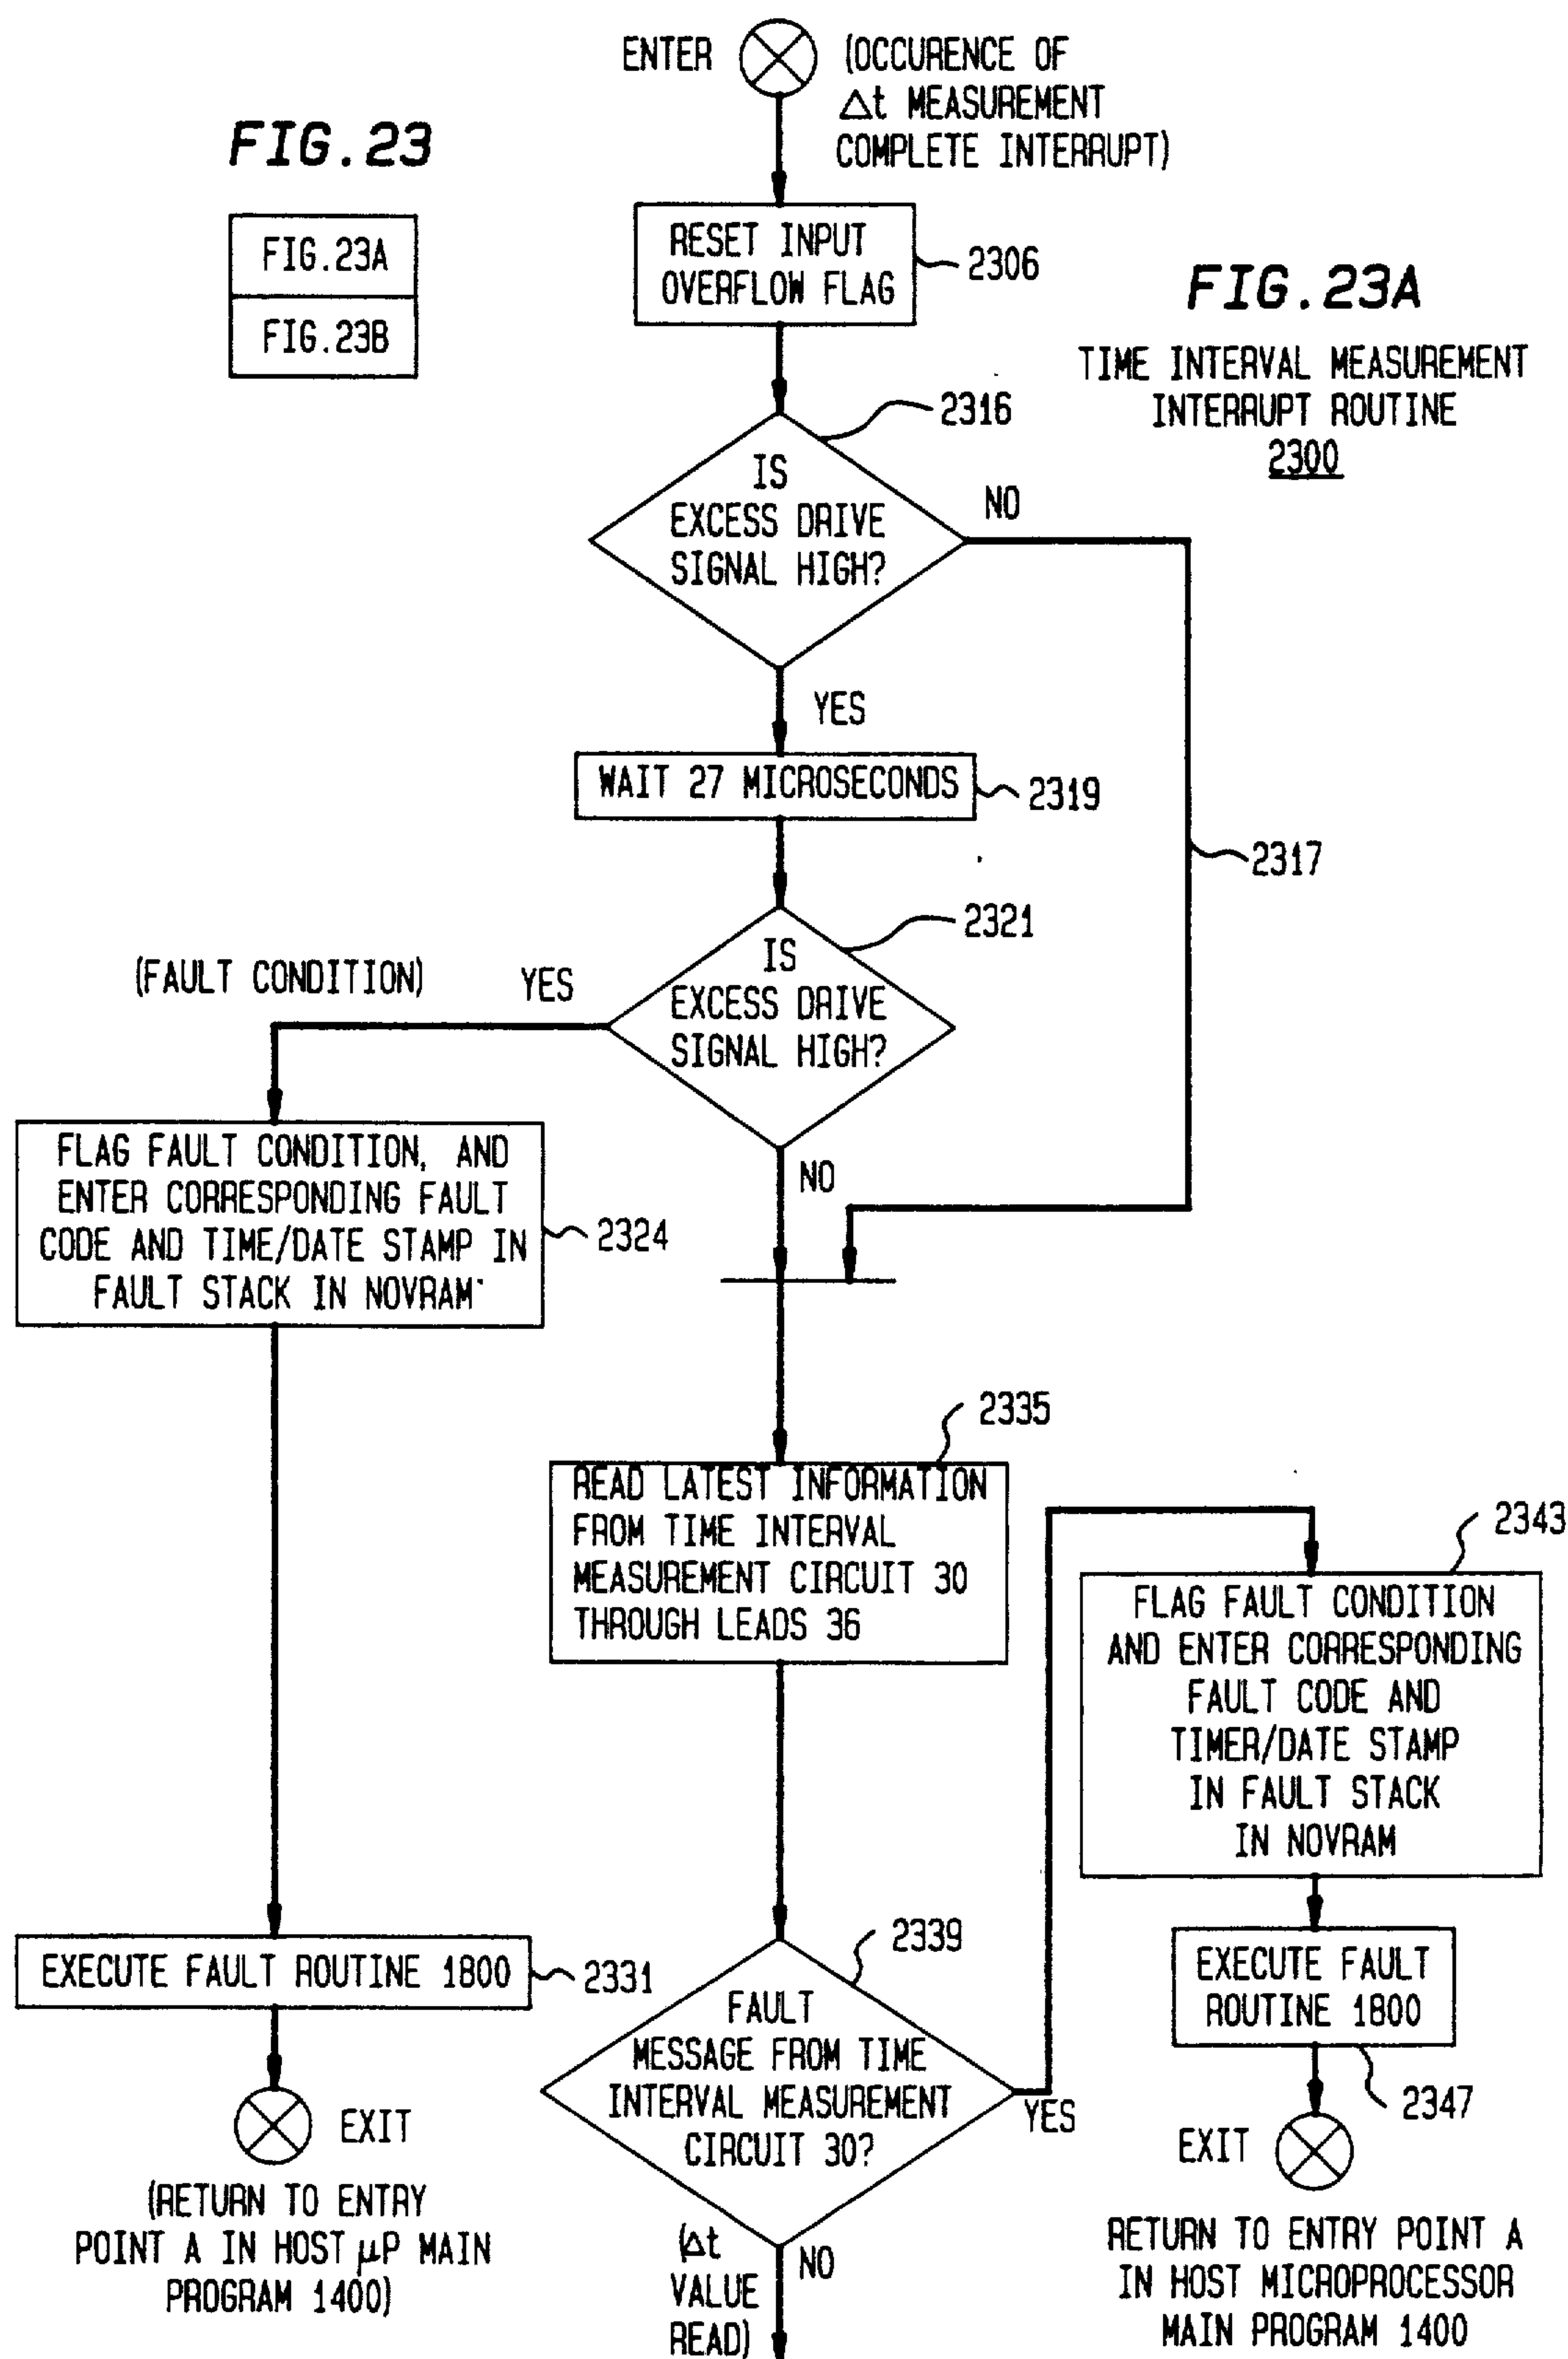 ENTER
(OCCURENCE OF
Δt MEASUREMENT
COMPLETE INTERRUPT)
FIG.23
FIG.23A
FIG.23B
RESET INPUT
OVERFLOW FLAG
2306
FIG.23A
TIME INTERVAL MEASUREMENT
INTERRUPT ROUTINE
2300
2316
IS
EXCESS DRIVE
SIGNAL HIGH?
NO
YES
WAIT 27 MICROSECONDS
2319
2317
2321
IS
EXCESS DRIVE
SIGNAL HIGH?
(FAULT CONDITION)
YES
NO
FLAG FAULT CONDITION, AND
ENTER CORRESPONDING FAULT
CODE AND TIME/DATE STAMP IN
FAULT STACK IN NOVRAM
2324
2335
READ LATEST INFORMATION
FROM TIME INTERVAL
MEASUREMENT CIRCUIT 30
THROUGH LEADS 36
2343
FLAG FAULT CONDITION
AND ENTER CORRESPONDING
FAULT CODE AND
TIMER/DATE STAMP
IN FAULT STACK
IN NOVRAM
EXECUTE FAULT ROUTINE 1800
2331
2339
FAULT
MESSAGE FROM TIME
INTERVAL MEASUREMENT
CIRCUIT 30?
YES
EXECUTE FAULT
ROUTINE 1800
2347
EXIT
(RETURN TO ENTRY
POINT A IN HOST μP MAIN
PROGRAM 1400)
(Δt
VALUE
READ)
NO
EXIT
RETURN TO ENTRY POINT A
IN HOST MICROPROCESSOR
MAIN PROGRAM 1400